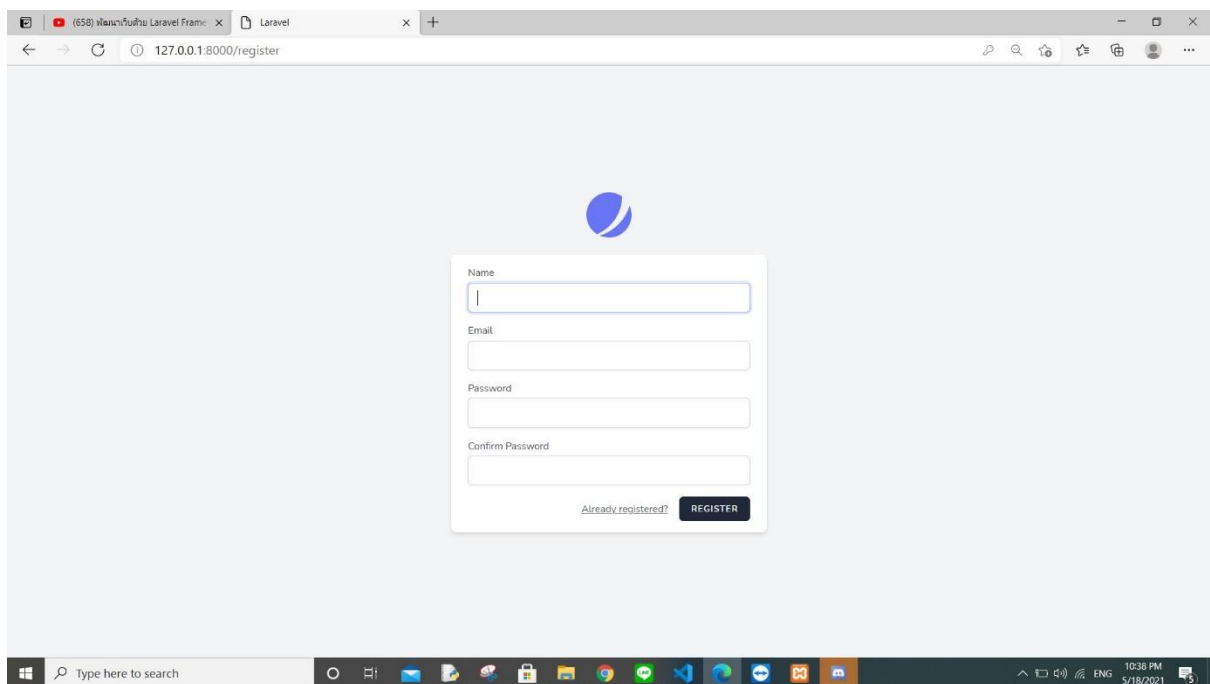 (658) พัฒนาเว็บด้วย Laravel Frame
Laravel
127.0.0.1:8000/register
Name
Email
Password
Confirm Password
Already registered? REGISTER
Type here to search
ENG
10:38 PM
5/18/2021
5